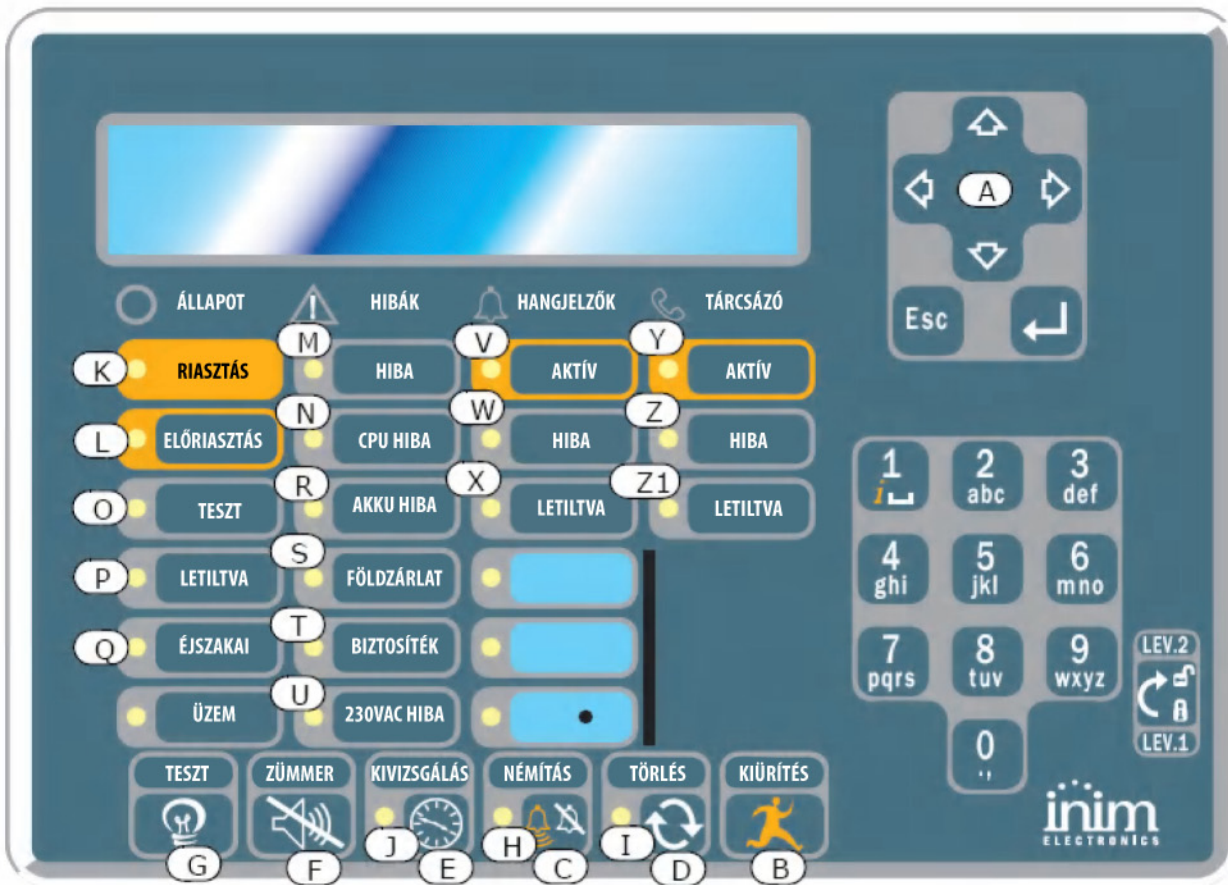 A
Esc
ÁLLAPOT HIBÁK HANGJELZŐK TÁRCSÁZÓ
K RIASZTÁS M HIBA V AKTÍV Y AKTÍV
L ELŐRIASZTÁS N CPU HIBA W HIBA Z HIBA
O TESZT R AKKU HIBA X LETILTVA Z1 LETILTVA
P LETILTVA S FÖLDZÁRLAT
Q ÉJSZAKAI T BIZTOSÍTÉK
ÜZEM U 230VAC HIBA
1 2 3
i abc def
4 5 6
ghi jkl mno
7 8 9
pqrs tuv wxyz
0
.,
LEV.2
LEV.1
TESZT ZÜMMER KIVIZSGÁLÁS NÉMÍTÁS TÖRLÉS KIÜRÍTÉS
G F J E H C I D B
inim
ELECTRONICS